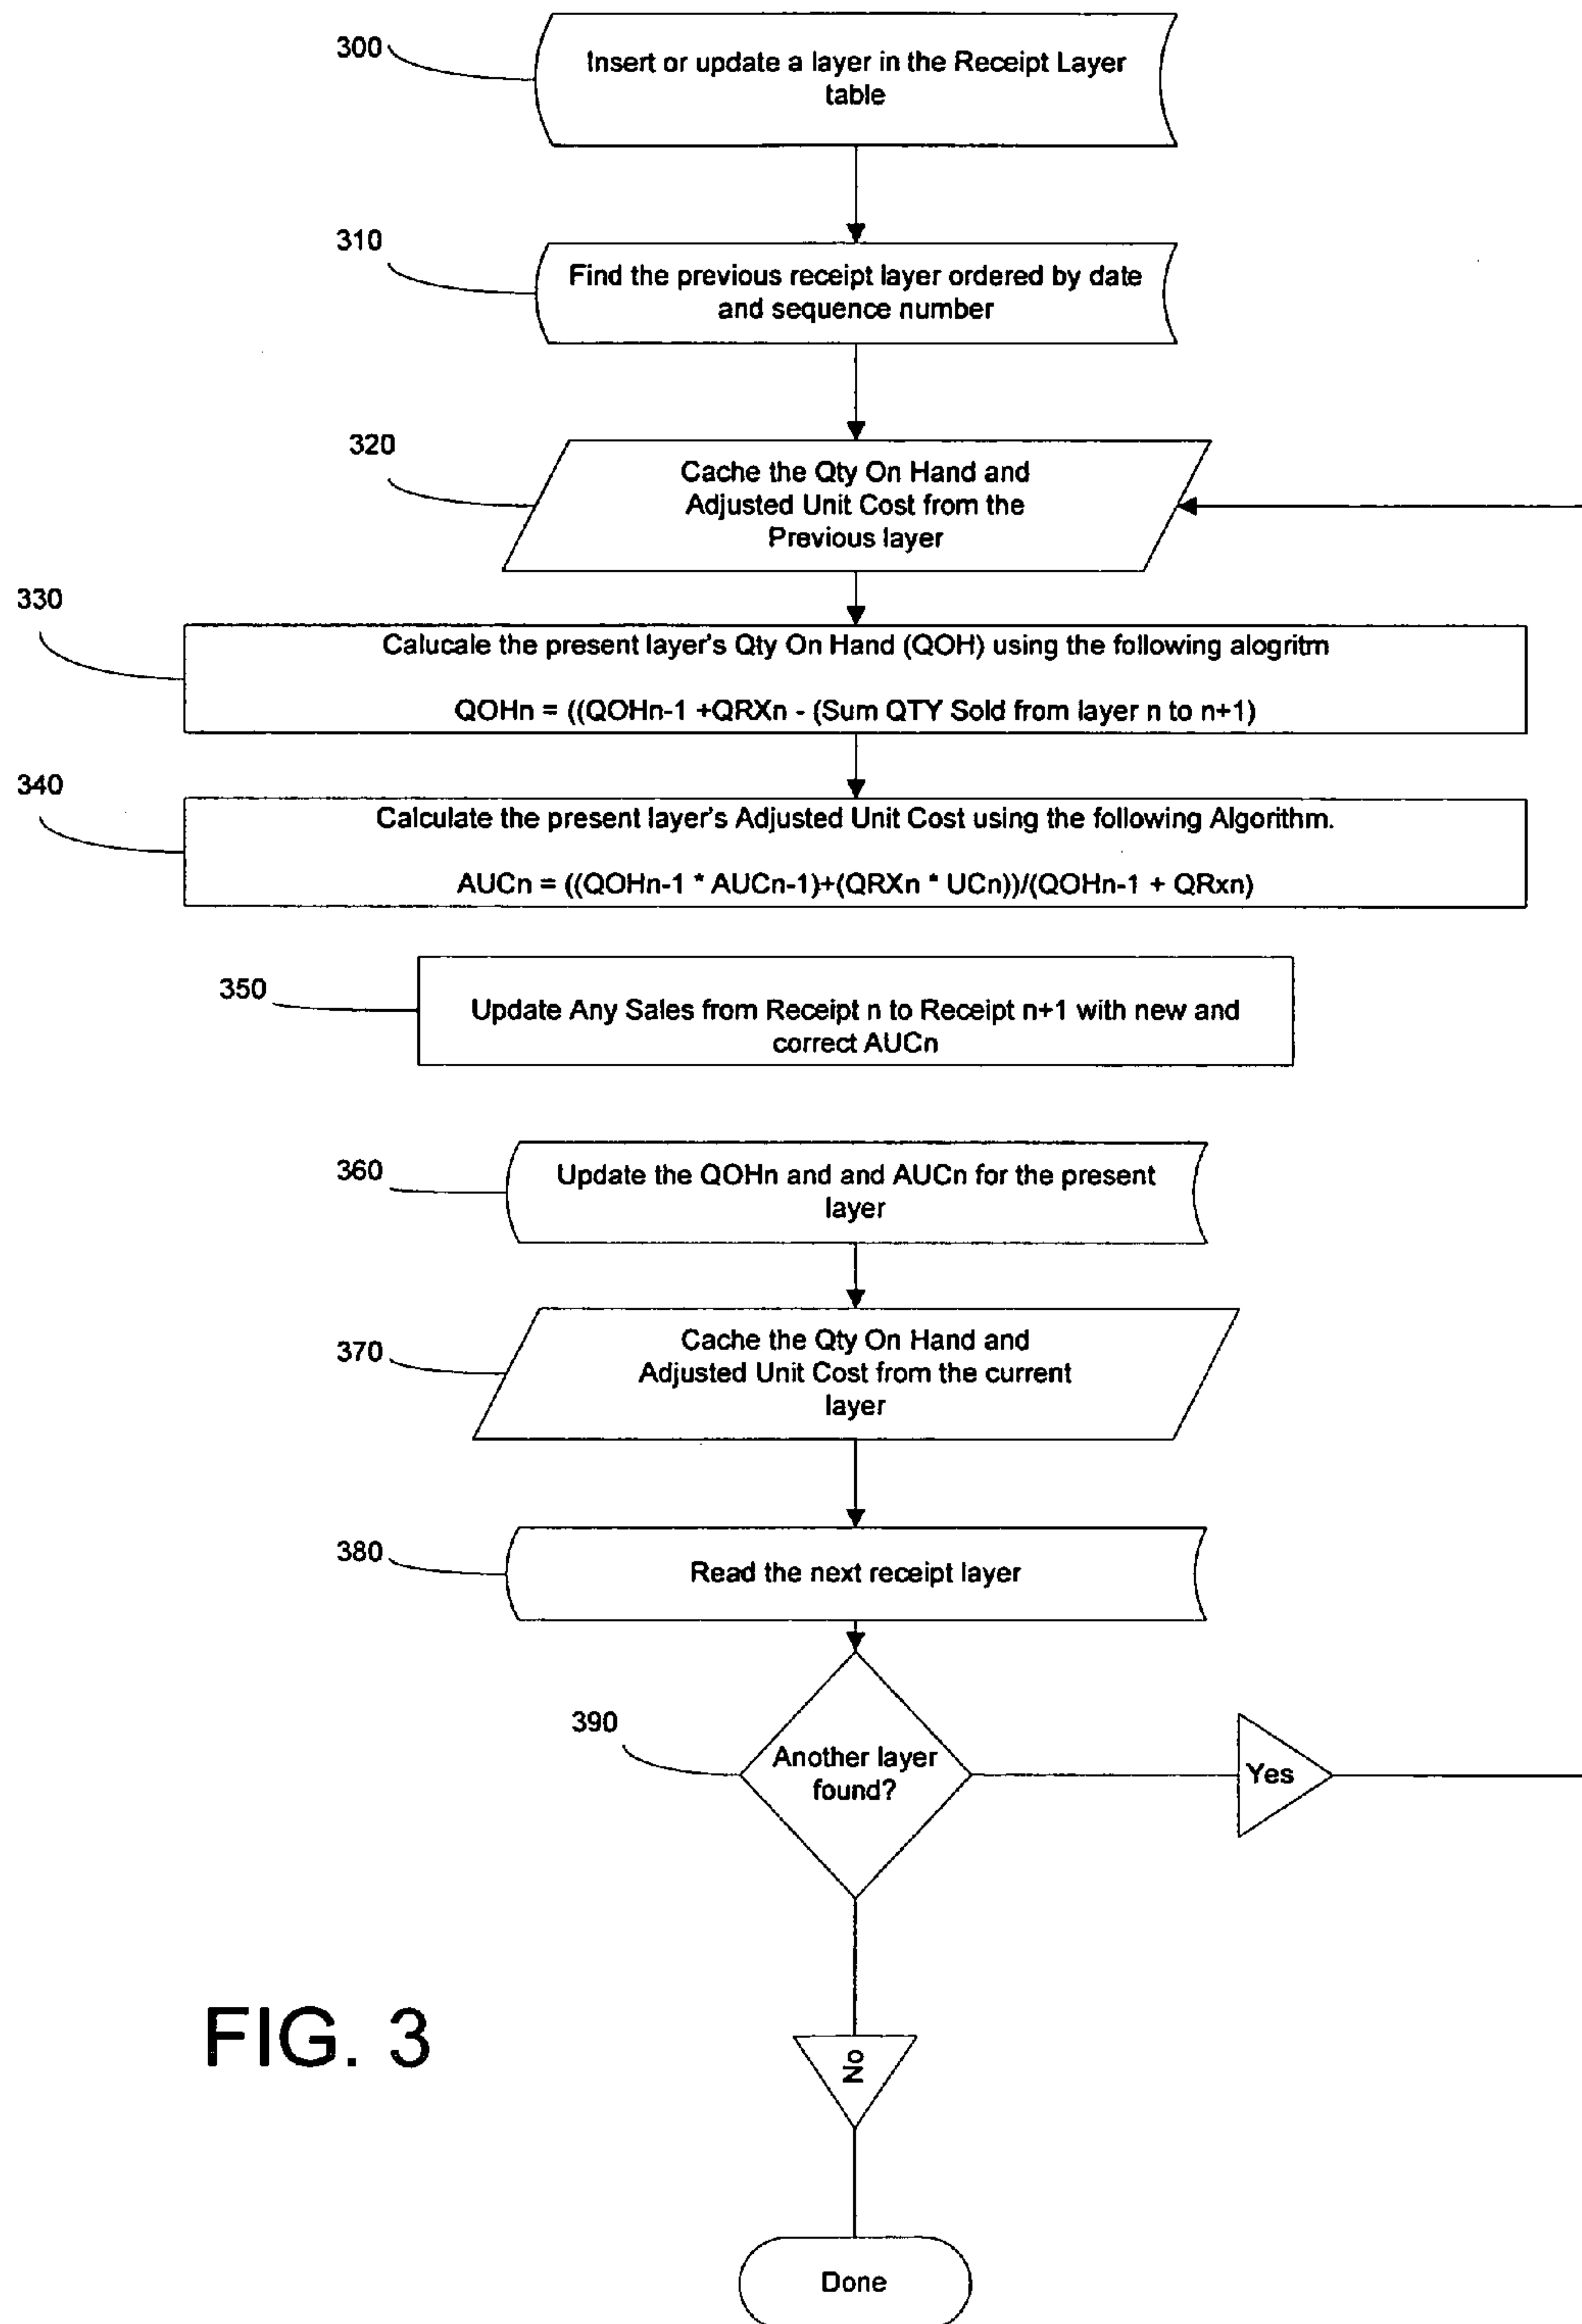 300
Insert or update a layer in the Receipt Layer
table
310
Find the previous receipt layer ordered by date
and sequence number
320
Cache the Qty On Hand and
Adjusted Unit Cost from the
Previous layer
330
Calucale the present layer's Qty On Hand (QOH) using the following alogritm
QOHn = ((QOHn-1 +QRXn - (Sum QTY Sold from layer n to n+1)
340
Calculate the present layer's Adjusted Unit Cost using the following Algorithm.
AUCn = ((QOHn-1 * AUCn-1)+(QRXn * UCn))/(QOHn-1 + QRxn)
350
Update Any Sales from Receipt n to Receipt n+1 with new and
correct AUCn
360
Update the QOHn and and AUCn for the present
layer
370
Cache the Qty On Hand and
Adjusted Unit Cost from the current
layer
380
Read the next receipt layer
390
Another layer
found?
Yes
No
Done
FIG. 3